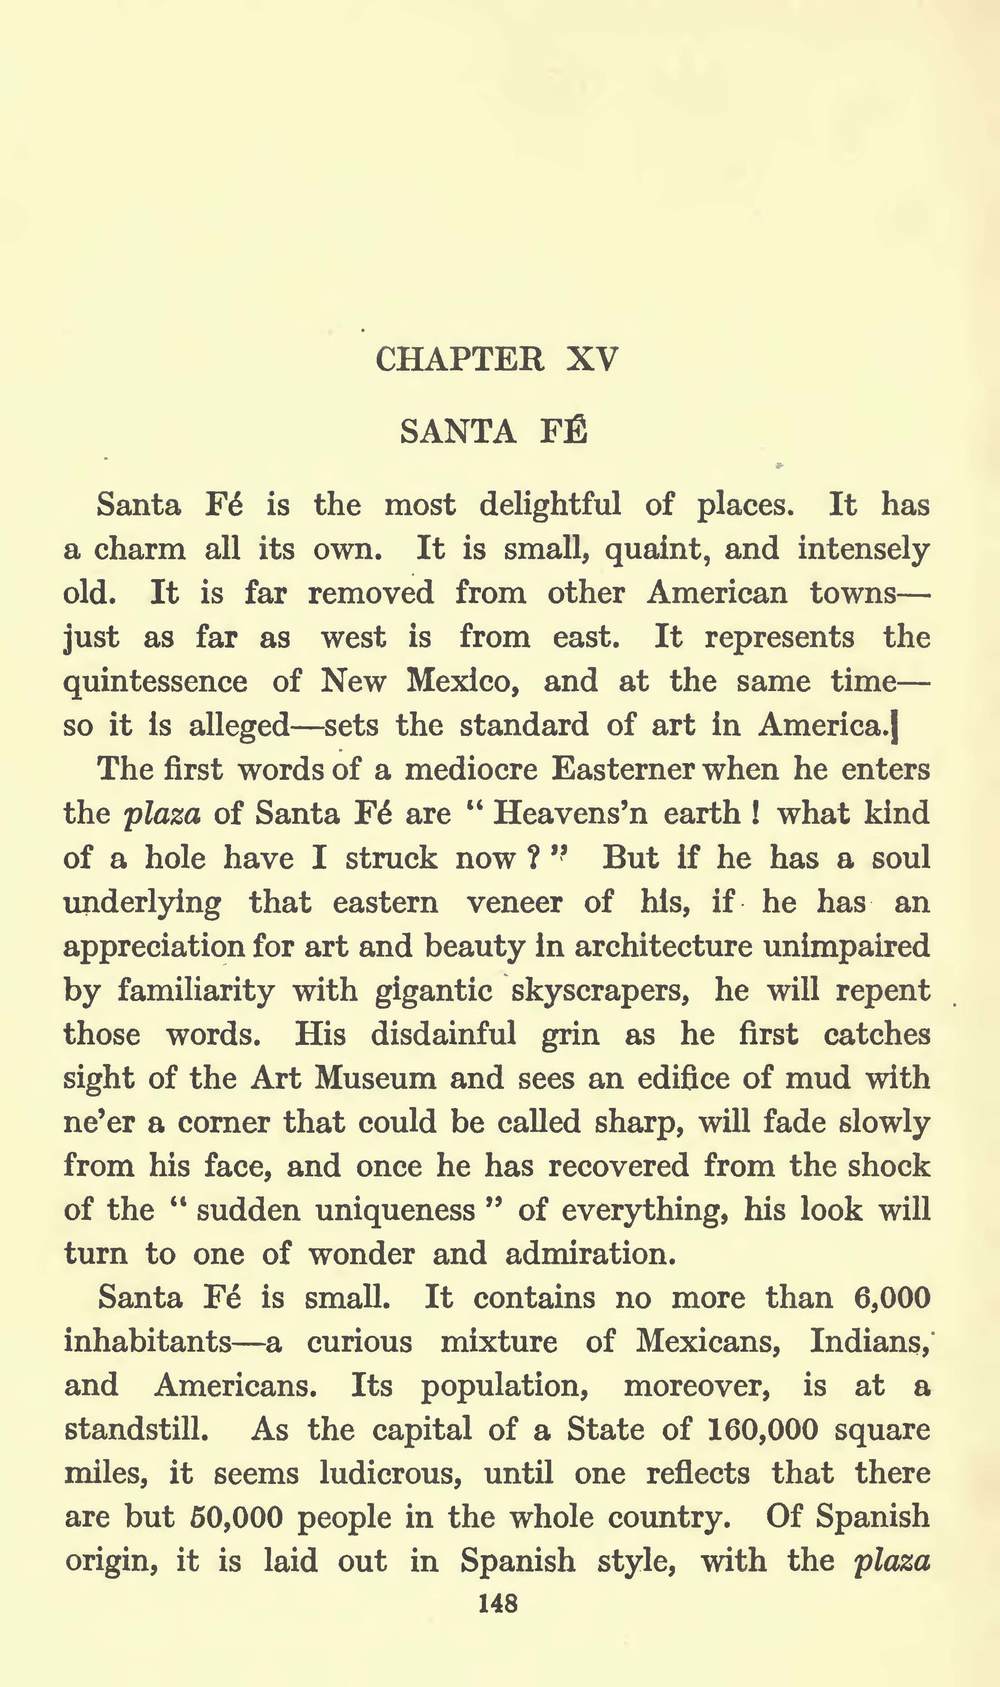 CHAPTER XV
SANTA FÉ
Santa Fé is the most delightful of places. It has
a charm all its own. It is small, quaint, and intensely
old. It is far removed from other American towns—
just as far as west is from east. It represents the
quintessence of New Mexico, and at the same time—
so it is alleged—sets the standard of art in America.
The first words of a mediocre Easterner when he enters
the plaza of Santa Fé are “ Heavens’n earth ! what kind
of a hole have I struck now ? ” But if he has a soul
underlying that eastern veneer of his, if he has an
appreciation for art and beauty in architecture unimpaired
by familiarity with gigantic skyscrapers, he will repent
those words. His disdainful grin as he first catches
sight of the Art Museum and sees an edifice of mud with
ne’er a corner that could be called sharp, will fade slowly
from his face, and once he has recovered from the shock
of the “ sudden uniqueness ” of everything, his look will
turn to one of wonder and admiration.
Santa Fé is small. It contains no more than 6,000
inhabitants—a curious mixture of Mexicans, Indians,
and Americans. Its population, moreover, is at a
standstill. As the capital of a State of 160,000 square
miles, it seems ludicrous, until one reflects that there
are but 50,000 people in the whole country. Of Spanish
origin, it is laid out in Spanish style, with the plaza
148